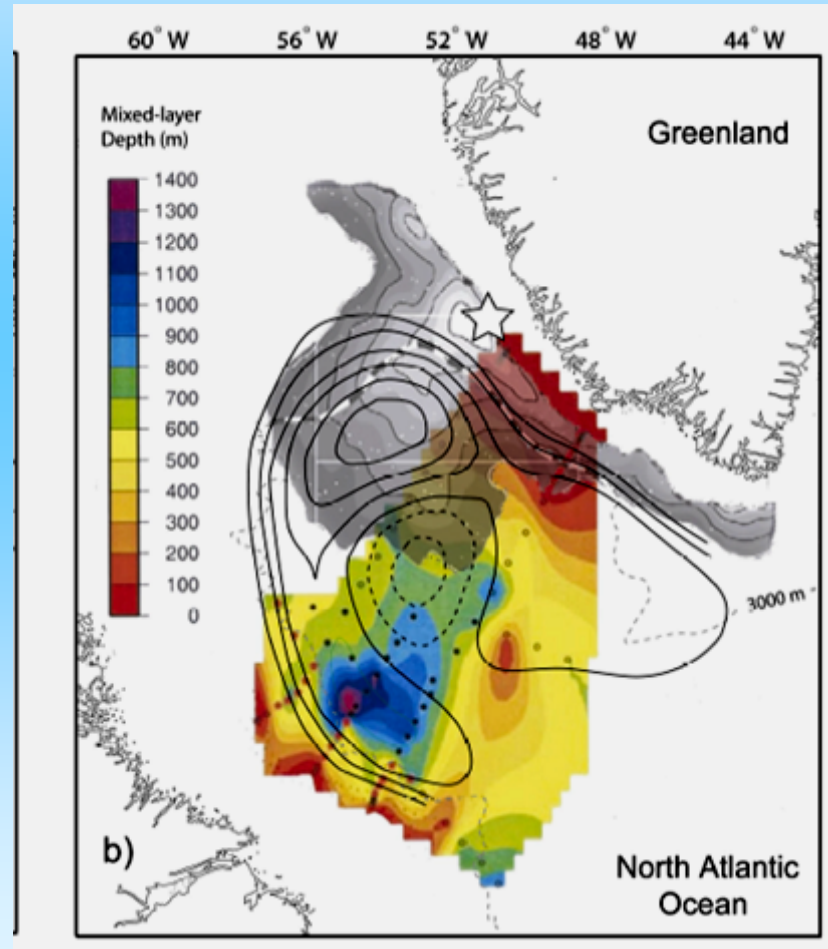 60° W 56° W 52° W 48° W 44° W
Mixed-layer
Depth (m)
1400
1300
1200
1100
1000
900
800
700
600
500
400
300
200
100
0
Greenland
3000 m
b)
North Atlantic
Ocean